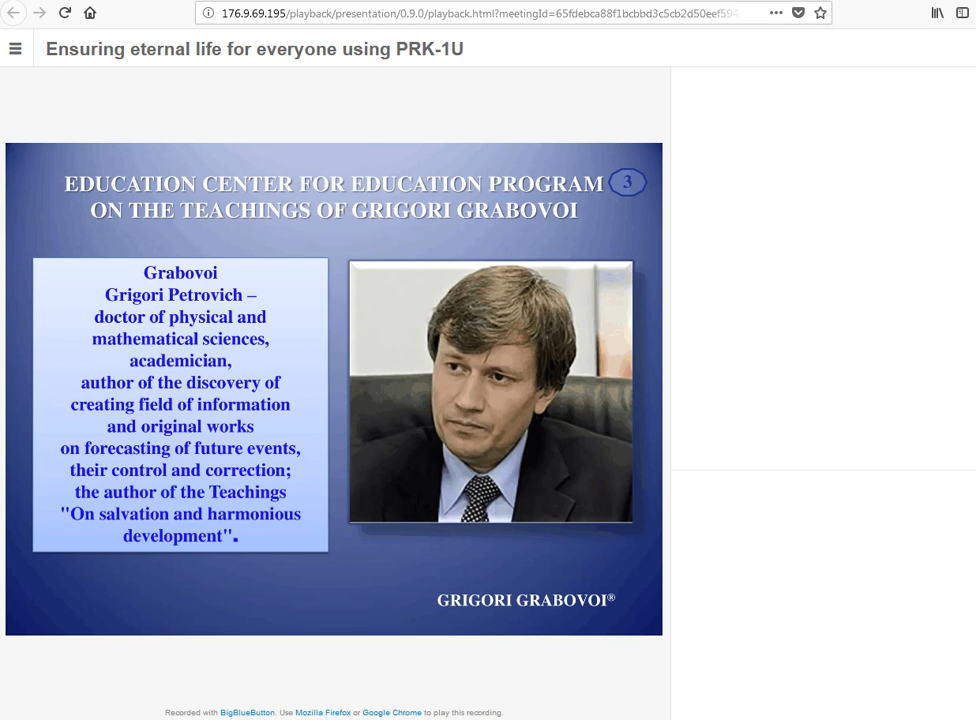 176.9.69.195/playback/presentation/0.9.0/playback.html?meetingId=65fdebca88f1bcbbd3c5cb2d50eef594
Ensuring eternal life for everyone using PRK-1U
EDUCATION CENTER FOR EDUCATION PROGRAM 3
ON THE TEACHINGS OF GRIGORI GRABOVOI
Grabovoi
Grigori Petrovich –
doctor of physical and
mathematical sciences,
academician,
author of the discovery of
creating field of information
and original works
on forecasting of future events,
their control and correction;
the author of the Teachings
"On salvation and harmonious
development".
GRIGORI GRABOVOI®
Recorded with BigBlueButton. Use Mozilla Firefox or Google Chrome to play this recording.